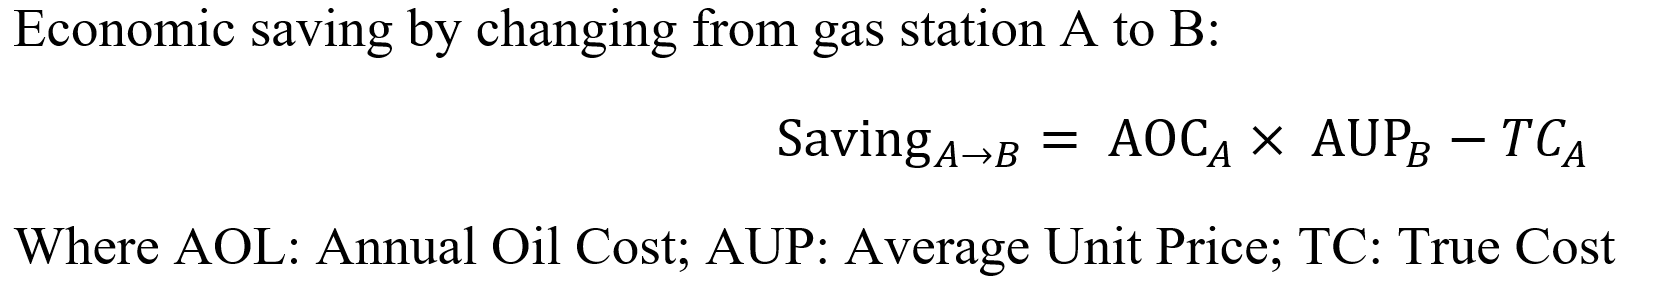 Economic saving by changing from gas station A to B:
Saving_{A→B} = AOC_A × AUP_B − TC_A
Where AOL: Annual Oil Cost; AUP: Average Unit Price; TC: True Cost